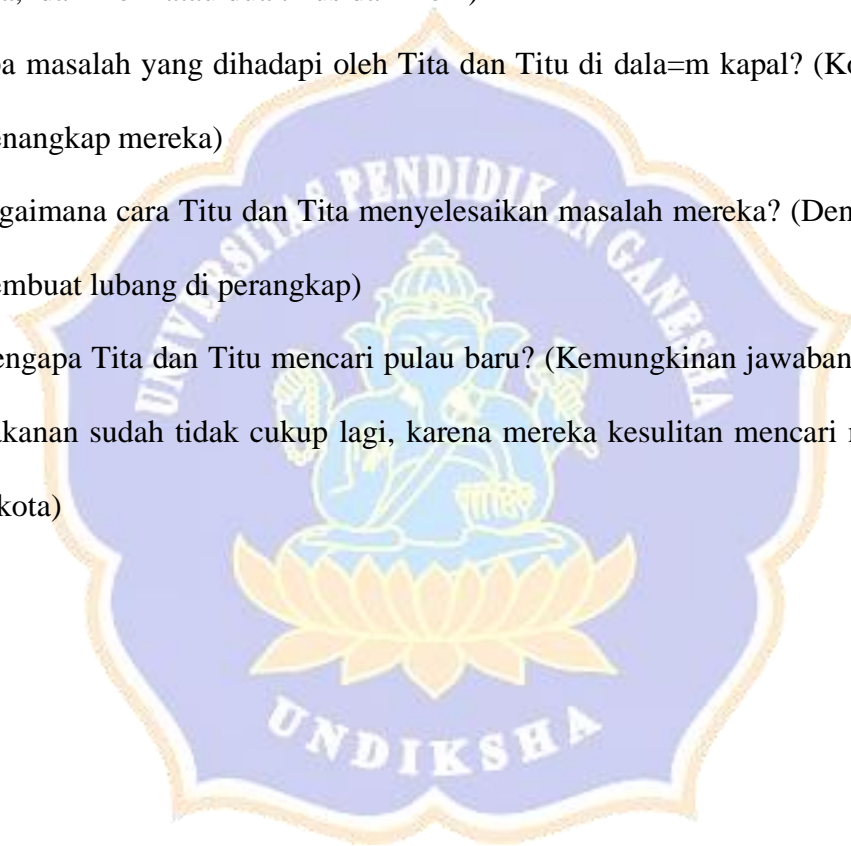 pa masalah yang dihadapi oleh Tita dan Titu di dala=m kapal? (Ko
enangkap mereka)
gaimana cara Titu dan Tita menyelesaikan masalah mereka? (Den
embuat lubang di perangkap)
engapa Tita dan Titu mencari pulau baru? (Kemungkinan jawaban
akanan sudah tidak cukup lagi, karena mereka kesulitan mencari
kota)
UNIVERSITAS PENDIDIKAN GANESHA
UNDIKSHA